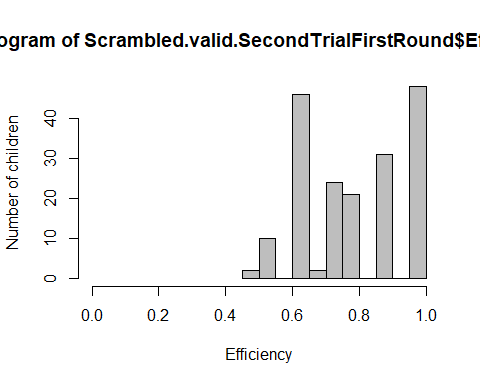 ogram of Scrambled.valid.SecondTrialFirstRound$Ef
Number of children
0
10
20
30
40
0.0 0.2 0.4 0.6 0.8 1.0
Efficiency